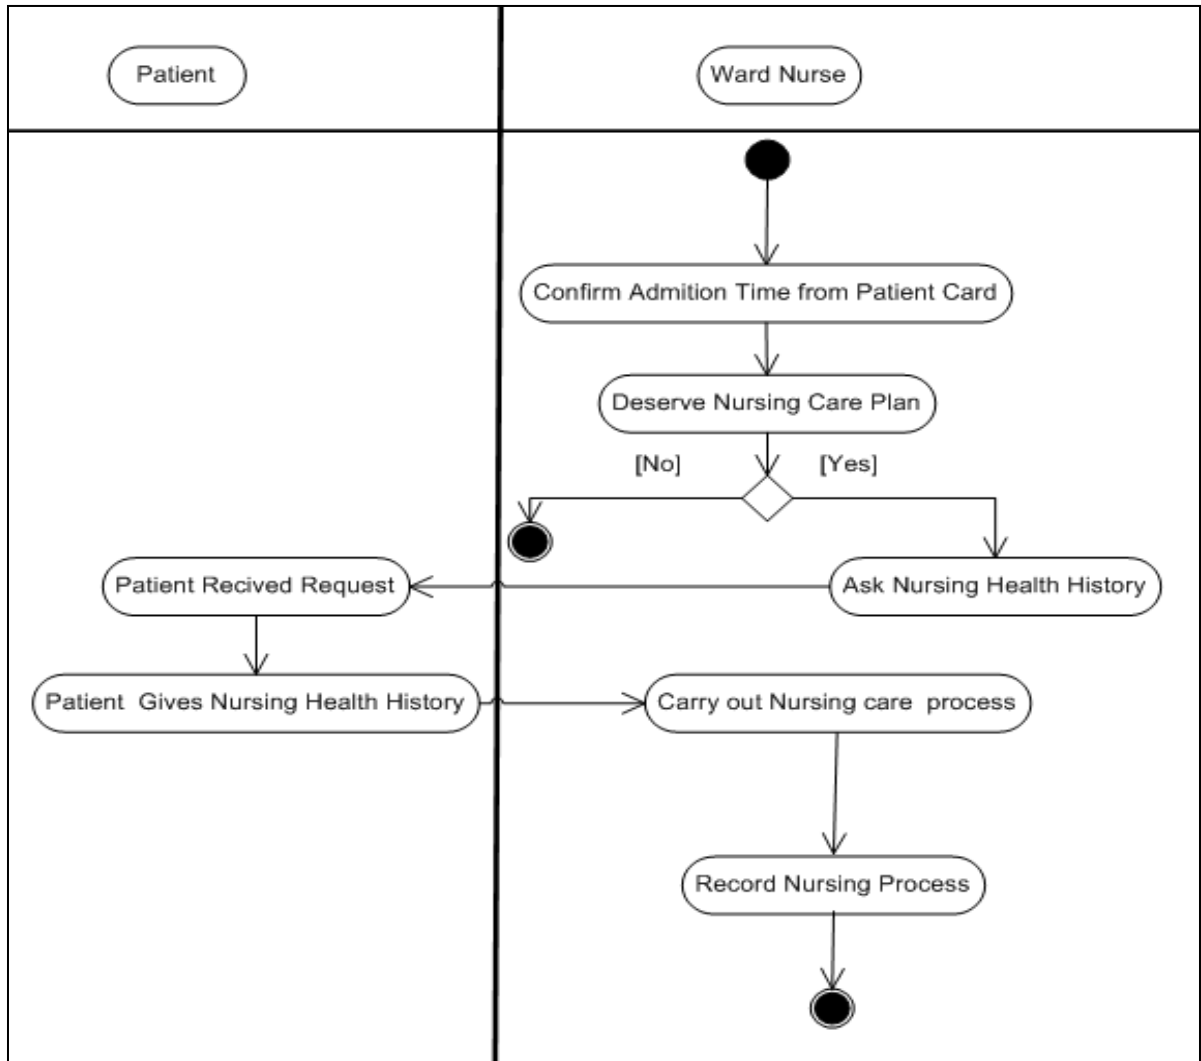 Patient
Ward Nurse
Confirm Admition Time from Patient Card
Deserve Nursing Care Plan
[No]
[Yes]
Patient Recived Request
Ask Nursing Health History
Patient Gives Nursing Health History
Carry out Nursing care process
Record Nursing Process